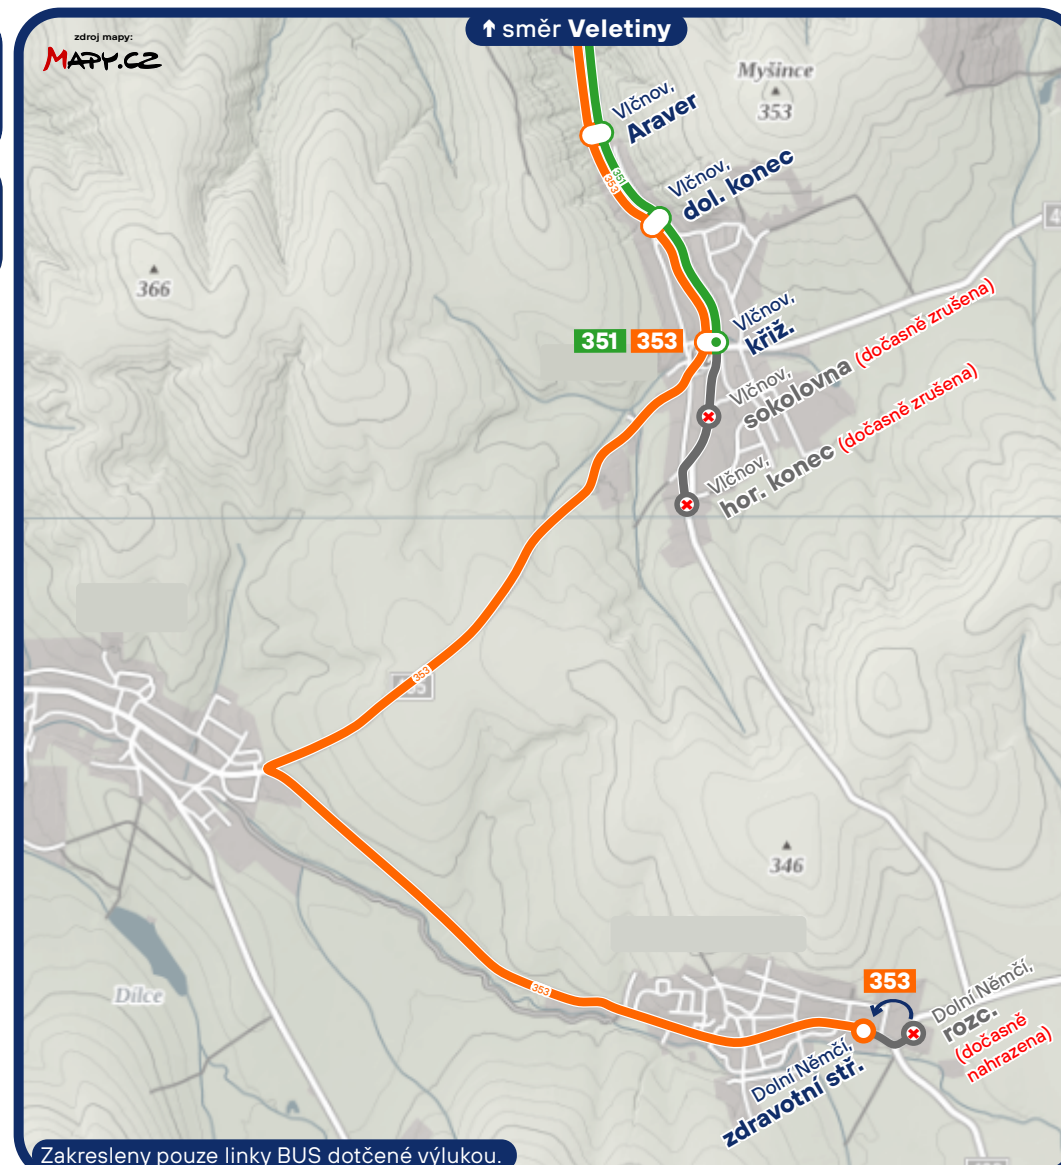 ↑ směr Veletiny
zdroj mapy:
MAPY.CZ
Myšince
353
Vlčnov,
Araver
351
353
Vlčnov,
dol. konec
366
Vlčnov,
křiž.
351 353
Vlčnov,
sokolovna (dočasně zrušena)
Vlčnov,
hor. konec (dočasně zrušena)
353
346
Dílce
353
353
Dolní Němčí,
rozc.
(dočasně
nahrazena)
Dolní Němčí,
zdravotní stř.
Zakresleny pouze linky BUS dotčené výlukou.